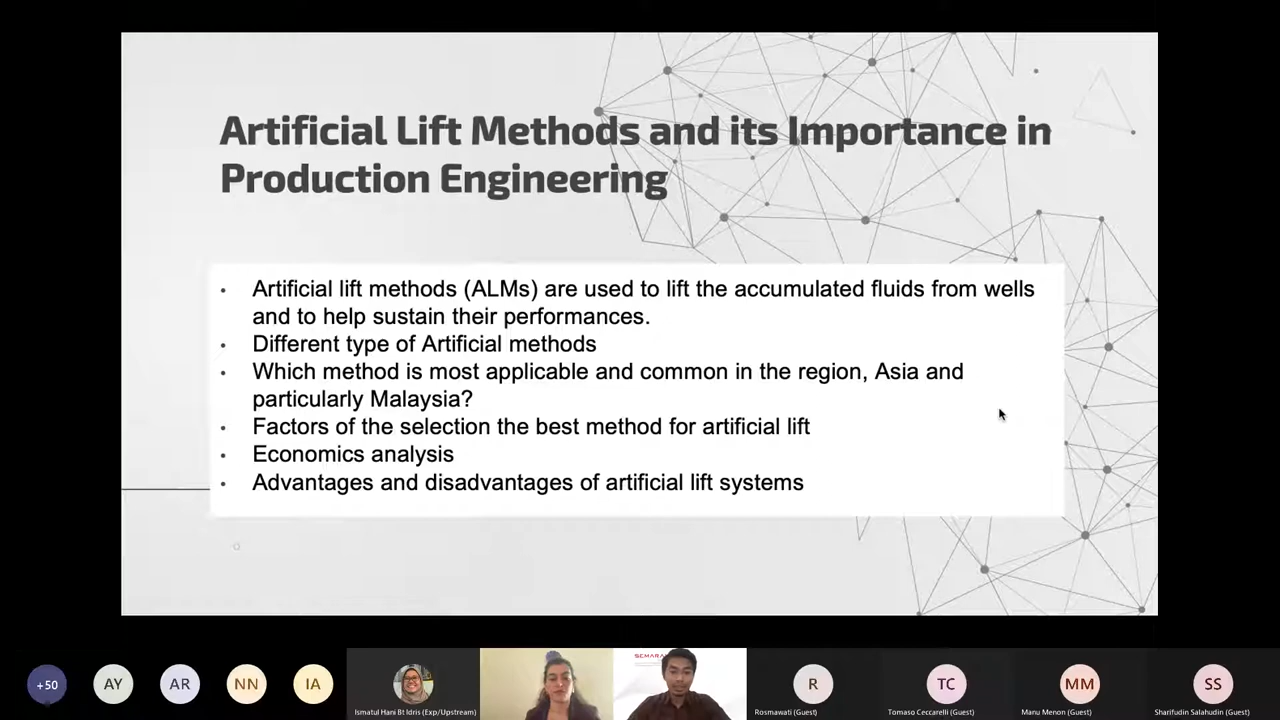 Artificial Lift Methods and its Importance in
Production Engineering
• Artificial lift methods (ALMs) are used to lift the accumulated fluids from wells
and to help sustain their performances.
• Different type of Artificial methods
• Which method is most applicable and common in the region, Asia and
particularly Malaysia?
• Factors of the selection the best method for artificial lift
• Economics analysis
• Advantages and disadvantages of artificial lift systems
+50
AY
AR
NN
IA
Ismatul Hani Bt Idris (Exp/Upstream)
R
Rosmawati (Guest)
TC
Tomaso Ceccarelli (Guest)
MM
Manu Menon (Guest)
SS
Sharifudin Salahudin (Guest)